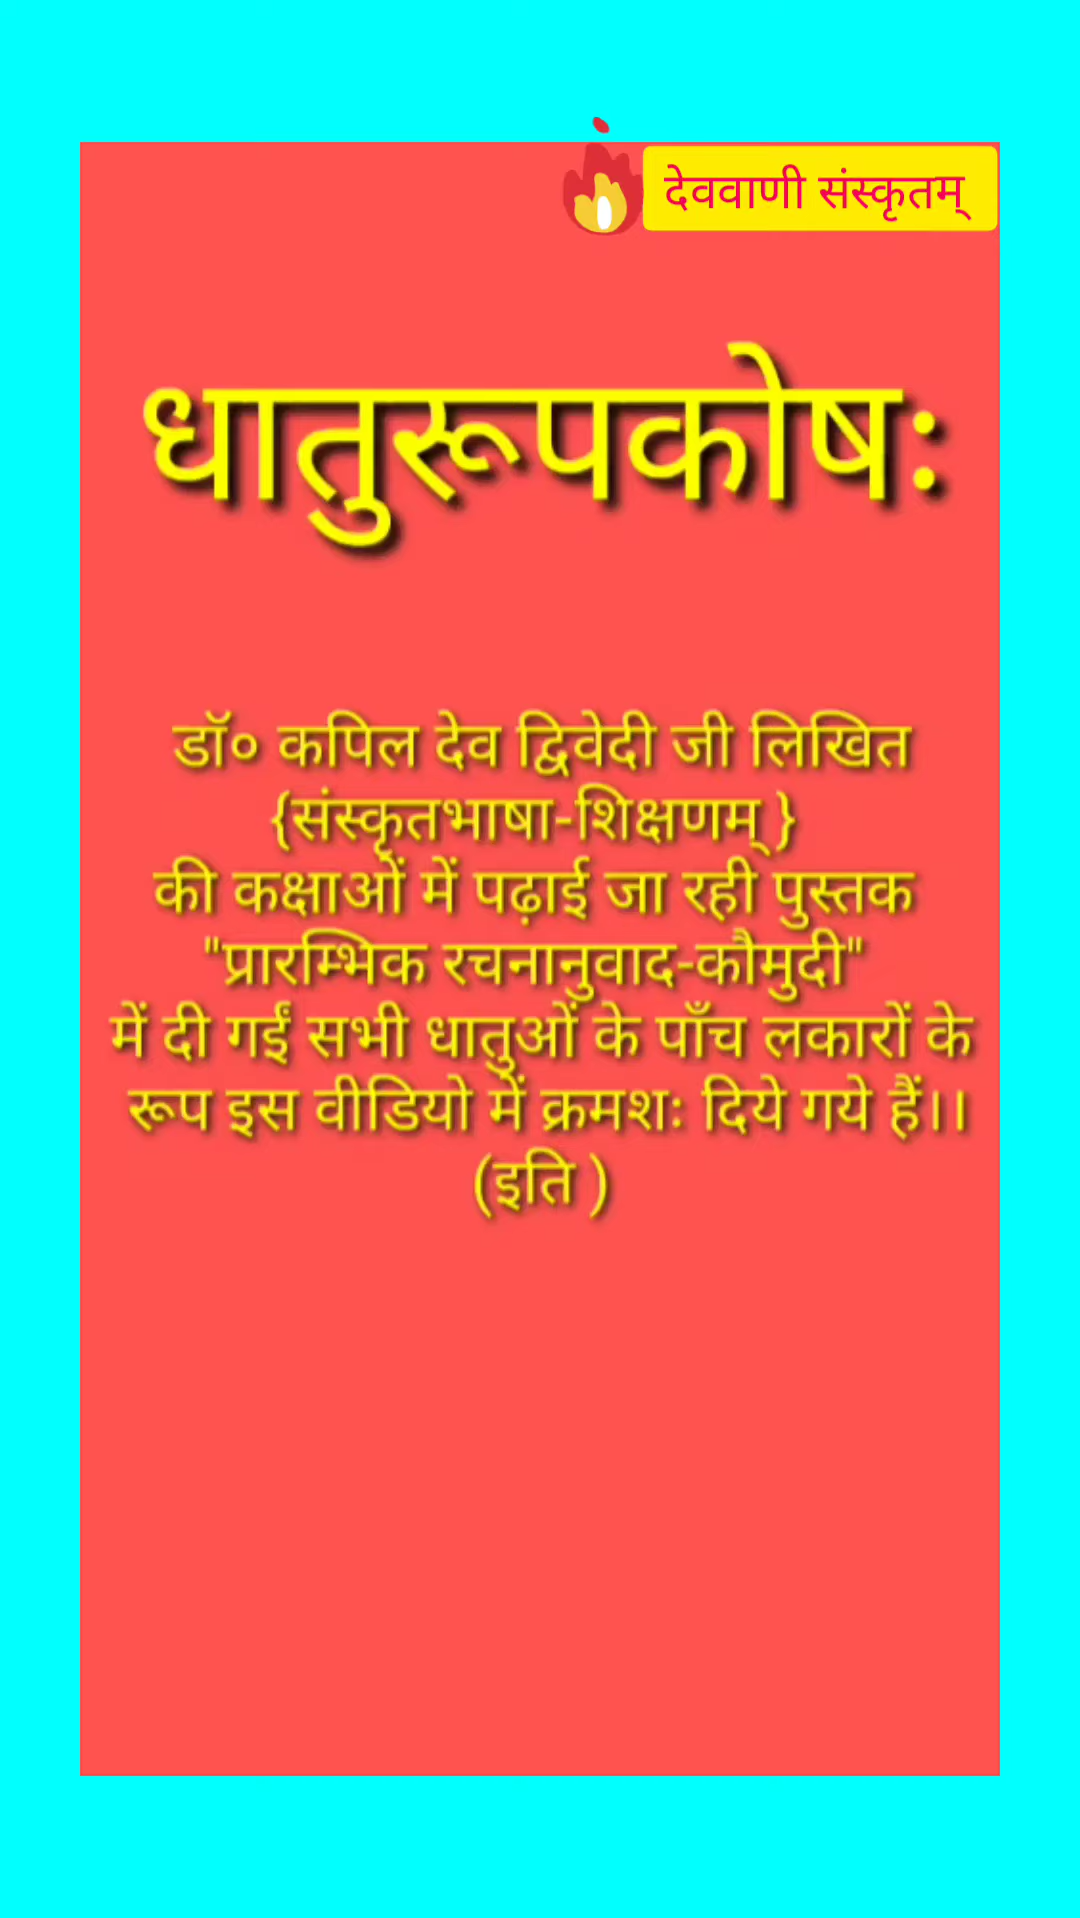 देववाणी संस्कृतम्
धातुरूपकोषः
डॉ० कपिल देव द्विवेदी जी लिखित
{संस्कृतभाषा-शिक्षणम् }
की कक्षाओं में पढ़ाई जा रही पुस्तक
"प्रारम्भिक रचनानुवाद-कौमुदी"
में दी गईं सभी धातुओं के पाँच लकारों के
रूप इस वीडियो में क्रमशः दिये गये हैं।।
(इति )